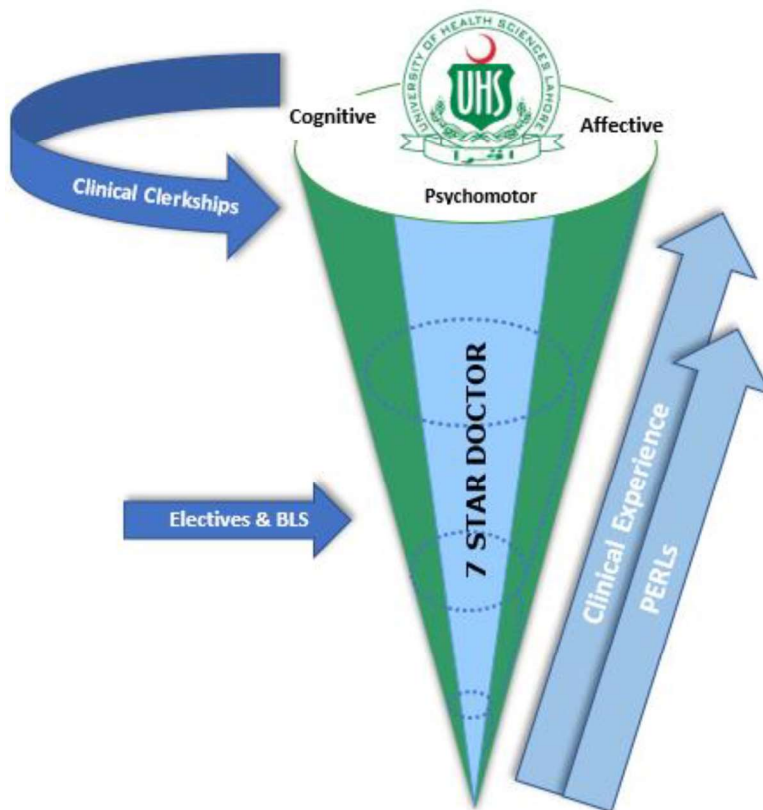 UNIVERSITY OF HEALTH SCIENCES LAHORE
UHS
Cognitive
Affective
Psychomotor
Clinical Clerkships
7 STAR DOCTOR
Electives & BLS
Clinical Experience
PERLs